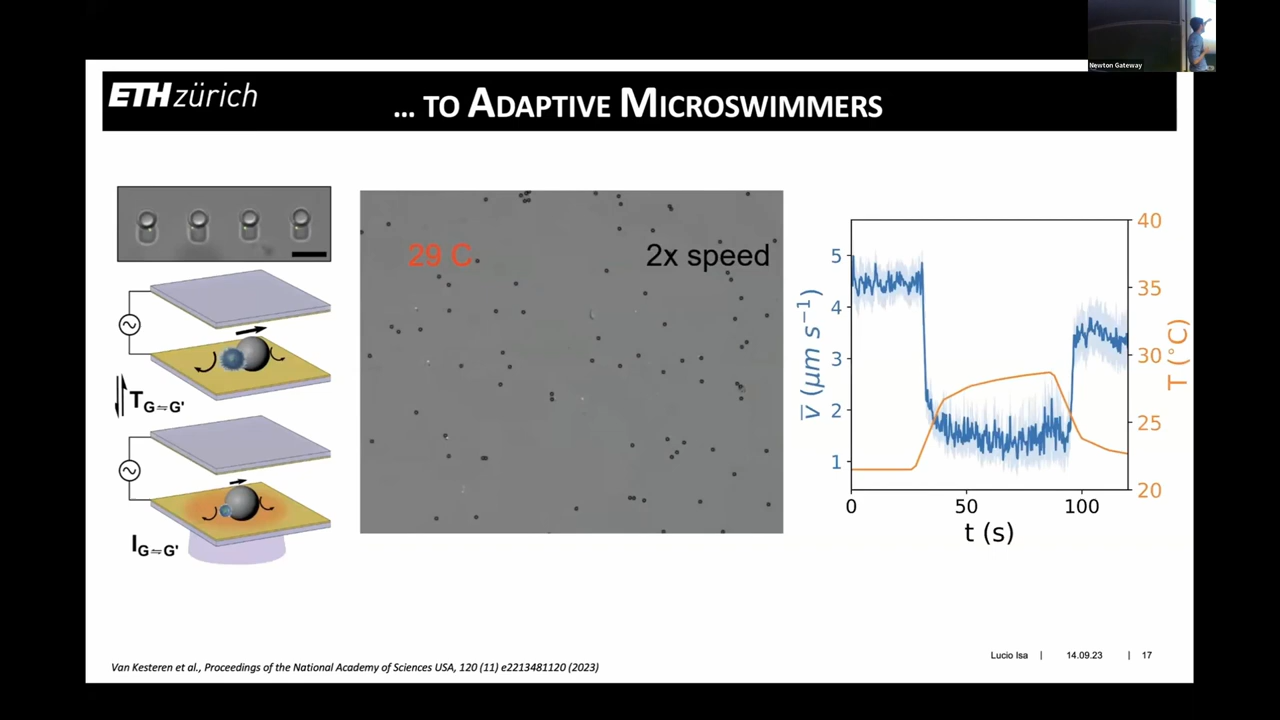 Newton Gateway
ETH zürich
... TO ADAPTIVE MICROSWIMMERS
29 C
2x speed
T G⇌G'
I G⇌G'
40
35
30
25
20
T (°C)
5
4
3
2
1
v̅ (μm s⁻¹)
0
50
100
t (s)
Van Kesteren et al., Proceedings of the National Academy of Sciences USA, 120 (11) e2213481120 (2023)
Lucio Isa | 14.09.23 | 17